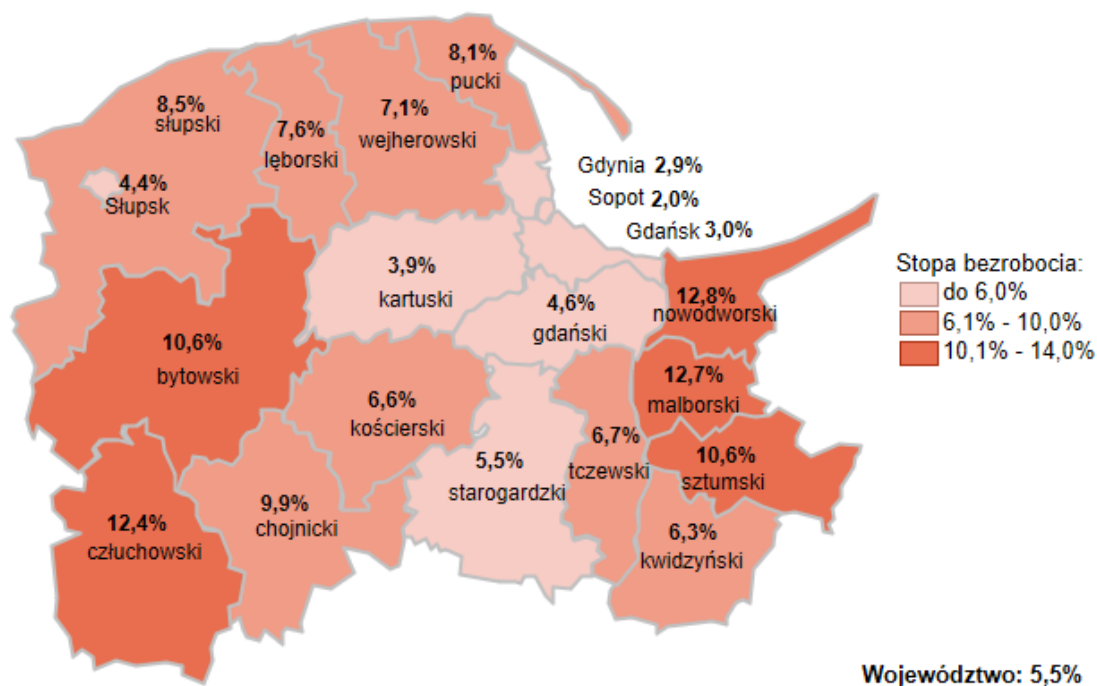 8,1%
pucki
8,5%
słupski
7,1%
wejherowski
7,6%
lęborski
Gdynia 2,9%
4,4%
Słupsk
Sopot 2,0%
Gdańsk 3,0%
3,9%
kartuski
4,6%
gdański
12,8%
nowodworski
Stopa bezrobocia:
do 6,0%
6,1% - 10,0%
10,1% - 14,0%
10,6%
bytowski
12,7%
malborski
6,6%
kościerski
6,7%
tczewski
5,5%
starogardzki
10,6%
sztumski
9,9%
chojnicki
12,4%
człuchowski
6,3%
kwidzyński
Województwo: 5,5%